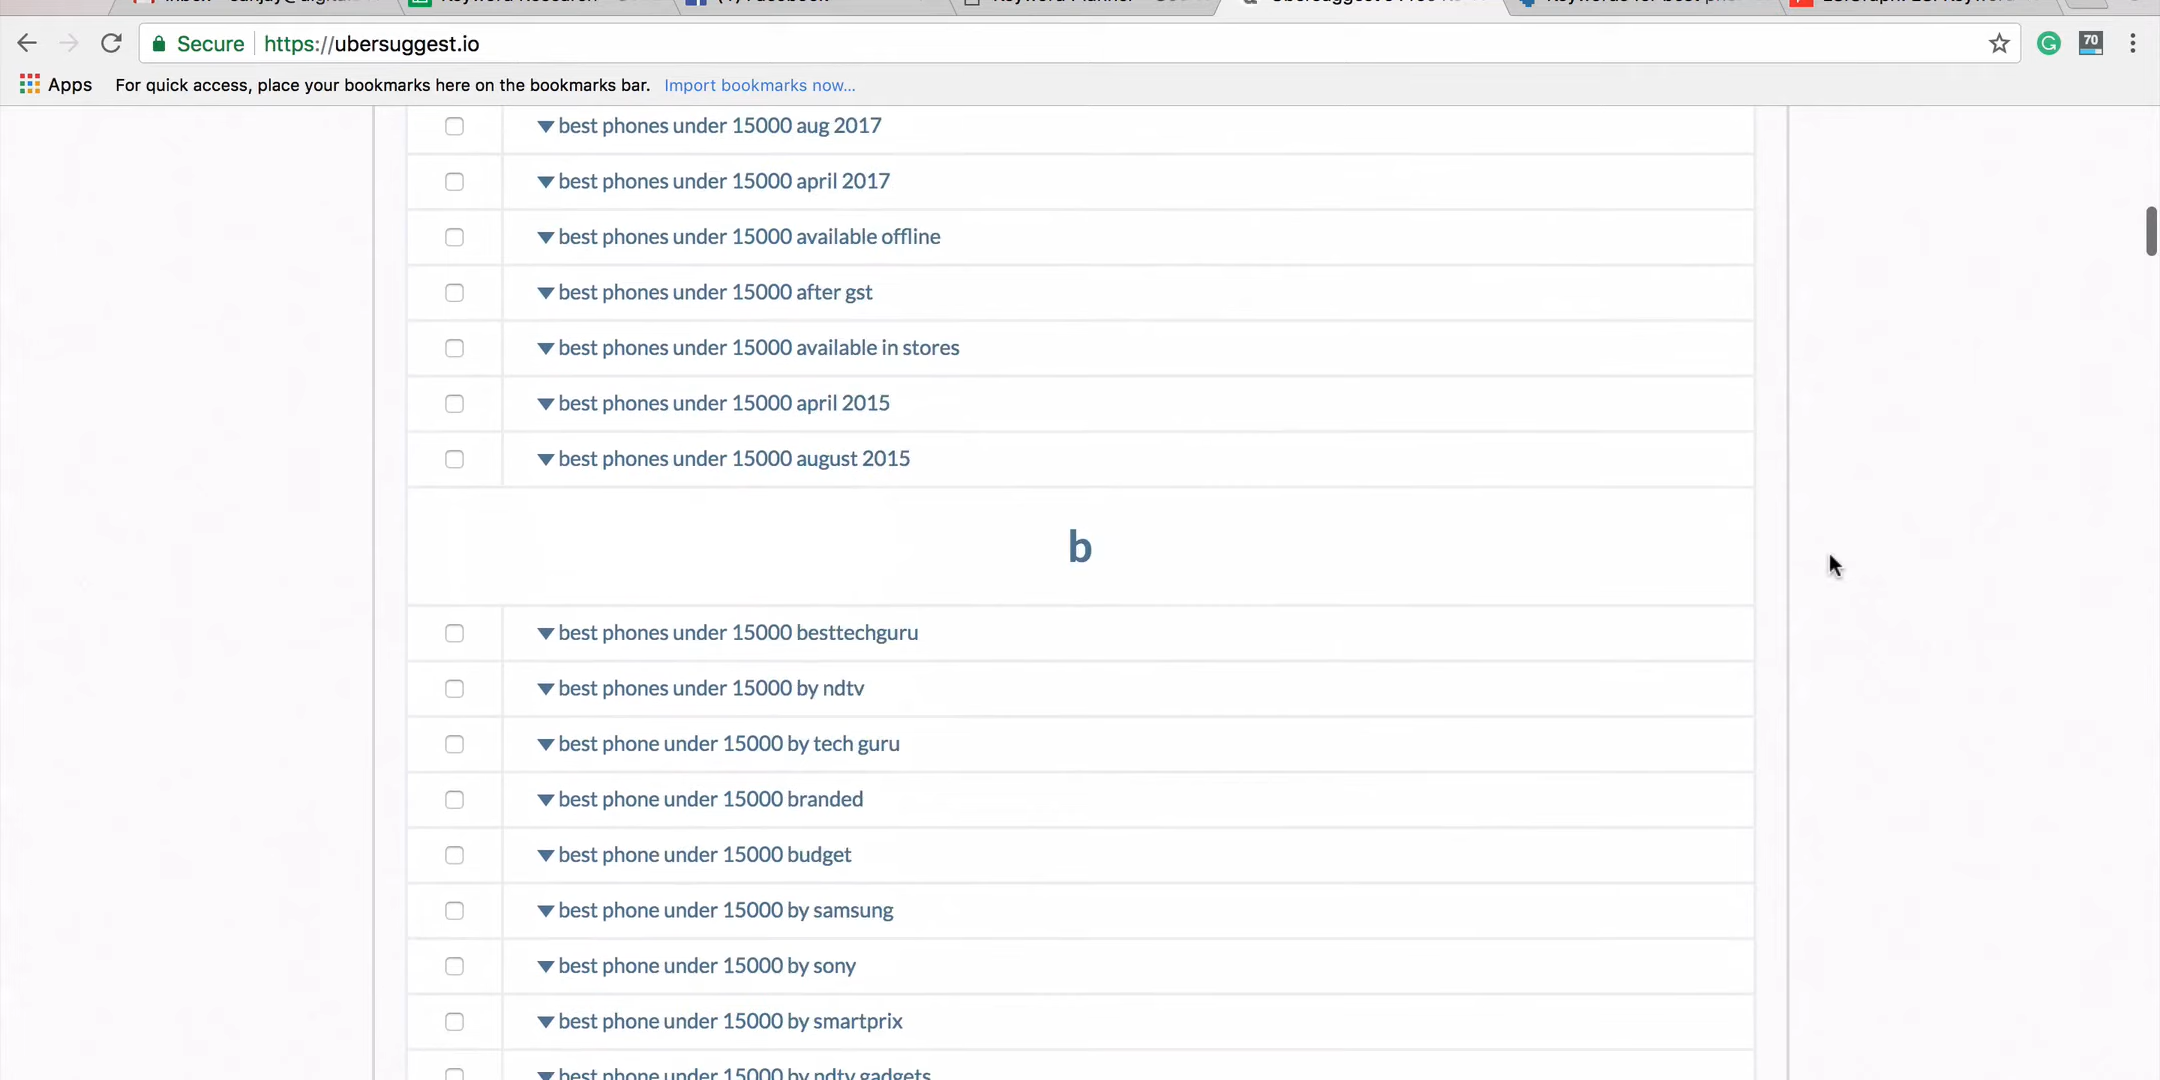 Secure https://ubersuggest.io
70
Apps For quick access, place your bookmarks here on the bookmarks bar. Import bookmarks now...
best phones under 15000 aug 2017
best phones under 15000 april 2017
best phones under 15000 available offline
best phones under 15000 after gst
best phones under 15000 available in stores
best phones under 15000 april 2015
best phones under 15000 august 2015
b
best phones under 15000 besttechguru
best phones under 15000 by ndtv
best phone under 15000 by tech guru
best phone under 15000 branded
best phone under 15000 budget
best phone under 15000 by samsung
best phone under 15000 by sony
best phone under 15000 by smartprix
best phone under 15000 by ndtv gadgets